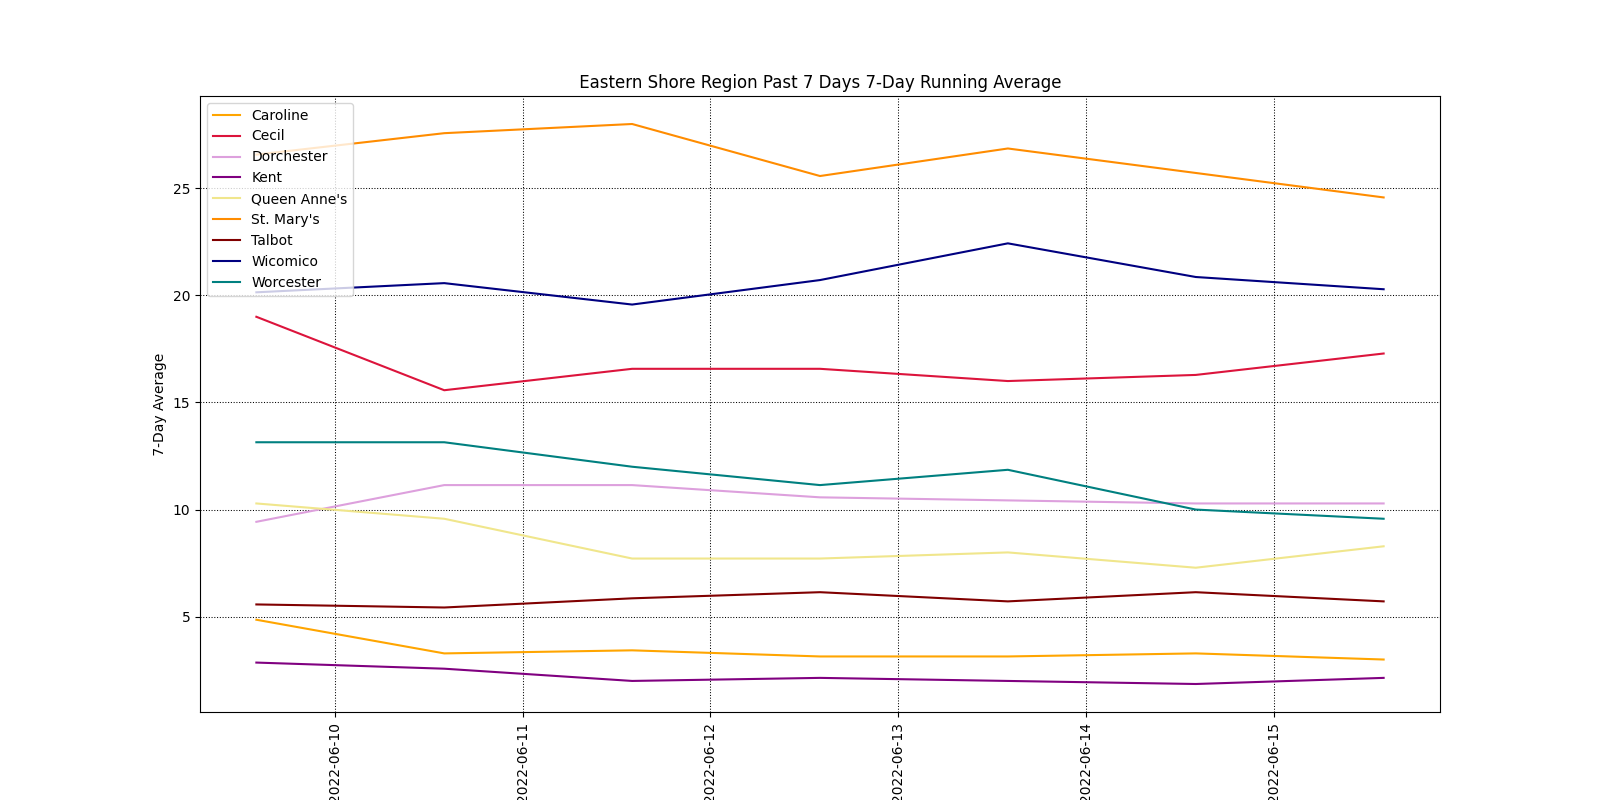 Eastern Shore Region Past 7 Days 7-Day Running Average
Caroline
Cecil
Dorchester
Kent
Queen Anne's
St. Mary's
Talbot
Wicomico
Worcester
25
20
15
10
5
7-Day Average
2022-06-10
2022-06-11
2022-06-12
2022-06-13
2022-06-14
2022-06-15